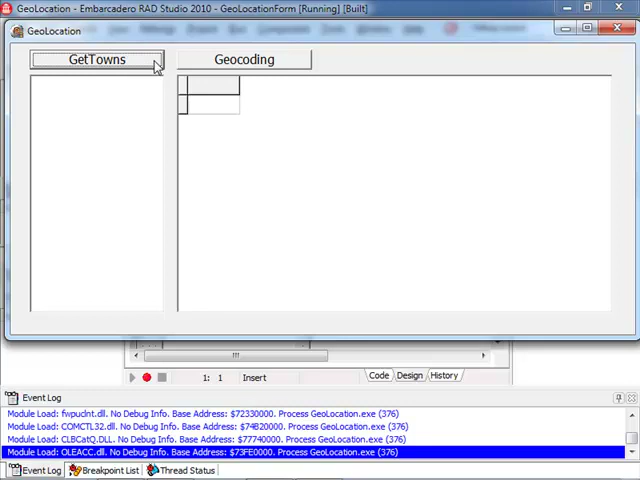 GeoLocation - Embarcadero RAD Studio 2010 - GeoLocationForm [Running] [Built]
GeoLocation
GetTowns
Geocoding
1: 1
Insert
Code
Design
History
Event Log
Module Load: fwpucInt.dll. No Debug Info. Base Address: $72330000. Process GeoLocation.exe (376)
Module Load: COMCTL32.dll. No Debug Info. Base Address: $74B20000. Process GeoLocation.exe (376)
Module Load: CLBCatQ.DLL. No Debug Info. Base Address: $77740000. Process GeoLocation.exe (376)
Module Load: OLEACC.dll. No Debug Info. Base Address: $73FE0000. Process GeoLocation.exe (376)
Event Log
Breakpoint List
Thread Status